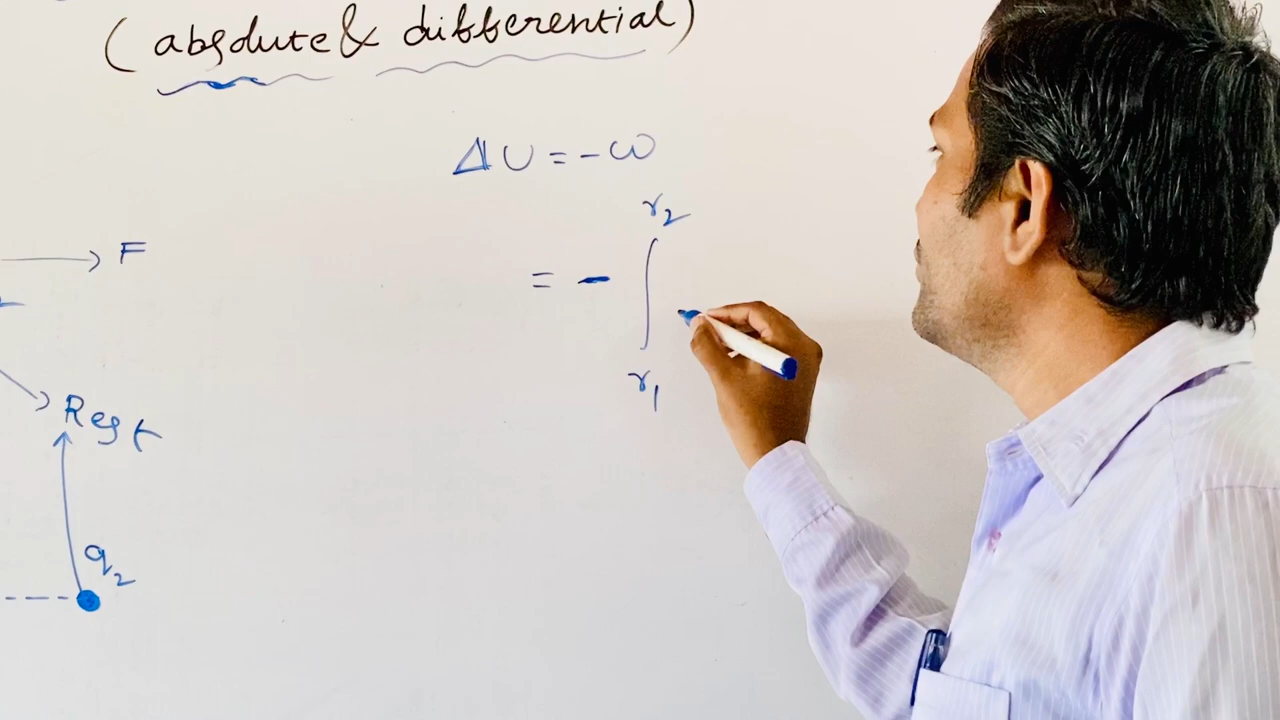 (absolute & differential)
ΔU = -W
= - ∫
r₂
r₁
F
Rest
q₂